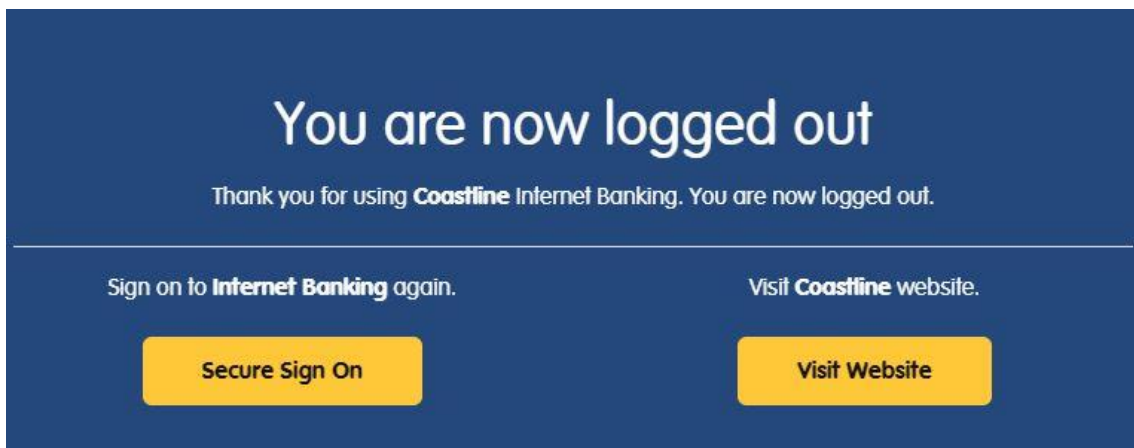 You are now logged out
Thank you for using Coastline Internet Banking. You are now logged out.
Sign on to Internet Banking again.
Secure Sign On
Visit Coastline website.
Visit Website